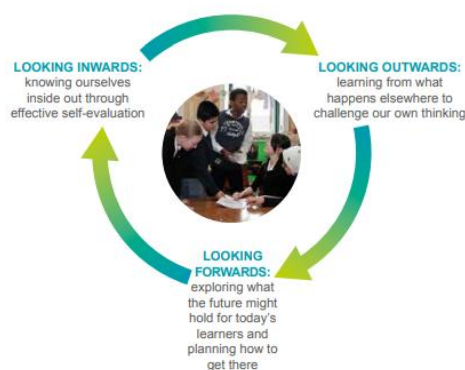 LOOKING INWARDS:
knowing ourselves
inside out through
effective self-evaluation
LOOKING OUTWARDS:
learning from what
happens elsewhere to
challenge our own thinking
LOOKING
FORWARDS:
exploring what
the future might
hold for today's
learners and
planning how to
get there